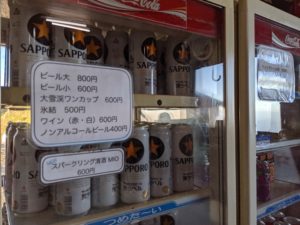 Coca-Cola
SAPPORO
SAPPORO
SAPPORO
ビール大 800円
ビール小 600円
大雪渓ワンカップ 600円
氷結 500円
ワイン（赤・白）600円
ノンアルコールビール400円
スパークリング清酒 MIO
600円
つめた〜い